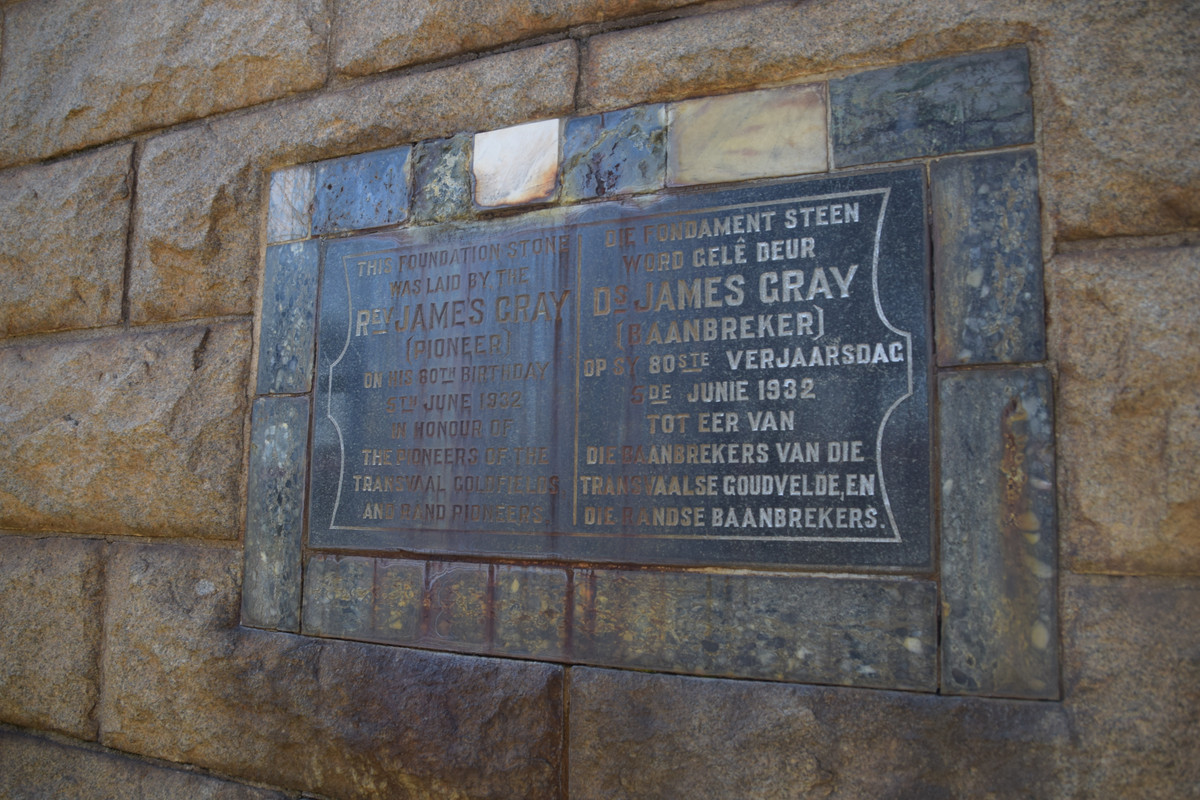 THIS FOUNDATION STONE
WAS LAID BY THE
REV JAMES GRAY
(PIONEER)
ON HIS 80TH BIRTHDAY
5TH JUNE 1932
IN HONOUR OF
THE PIONEERS OF THE
TRANSVAAL GOLDFIELDS
AND RAND PIONEERS.
DIE FONDAMENT STEEN
WORD GELÊ DEUR
DS JAMES GRAY
(BAANBREKER)
OP SY 80STE VERJAARSDAG
5DE JUNIE 1932
TOT EER VAN
DIE BAANBREKERS VAN DIE
TRANSVAALSE GOUDVELDE, EN
DIE RANDSE BAANBREKERS.